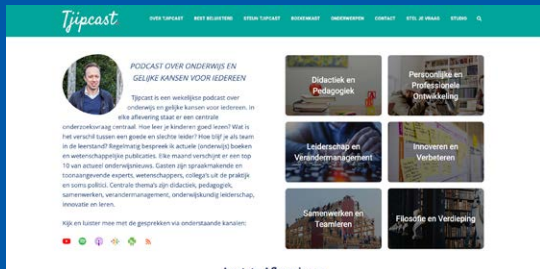 Tjipcast
OVER TJIPCAST
BEST BELUISTERD
STEUN TJIPCAST
BOEKENKAST
ONDERWERPEN
CONTACT
STEL JE VRAAG
STUDIO
PODCAST OVER ONDERWIJS EN
GELIJKE KANSEN VOOR IEDEREEN
Tjipcast is een wekelijkse podcast over
onderwijs en gelijke kansen voor iedereen. In
elke aflevering staat er een centrale
onderzoeksvraag centraal. Hoe leer je kinderen goed lezen? Wat is
het verschil tussen een goede en slechte leider? Hoe blijf je als team
in de leerstand? Regelmatig bespreek ik actuele (onderwijs) boeken
en wetenschappelijke publicaties. Elke maand verschijnt er een top
10 van actueel onderwijsnieuws. Gasten zijn spraakmakende en
toonaangevende experts, wetenschappers, collega's uit de praktijk
en soms politici. Centrale thema's zijn didactiek, pedagogiek,
samenwerken, verandermanagement, onderwijskundig leiderschap,
innovatie en leren.
Kijk en luister mee met de gesprekken via onderstaande kanalen:
Didactiek en
Pedagogiek
Persoonlijke en
Professionele
Ontwikkeling
Leiderschap en
Verandermanagement
Innoveren en
Verbeteren
Samenwerken en
Teamleren
Filosofie en Verdieping